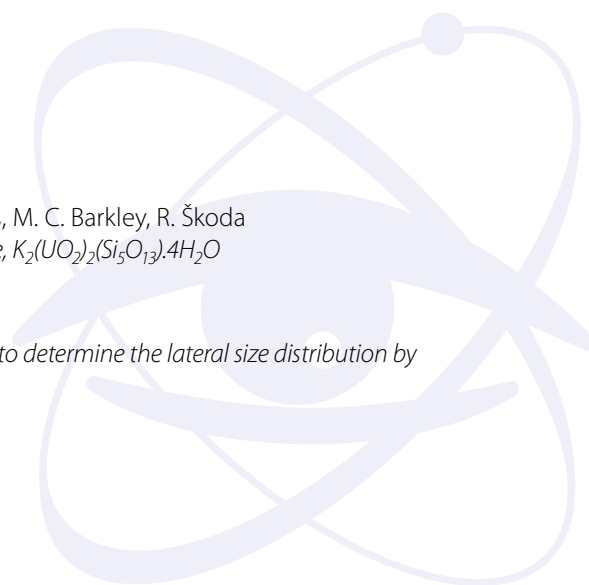 , M. C. Barkley, R. Škoda
, K₂(UO₂)₂(Si₅O₁₃).4H₂O
to determine the lateral size distribution by